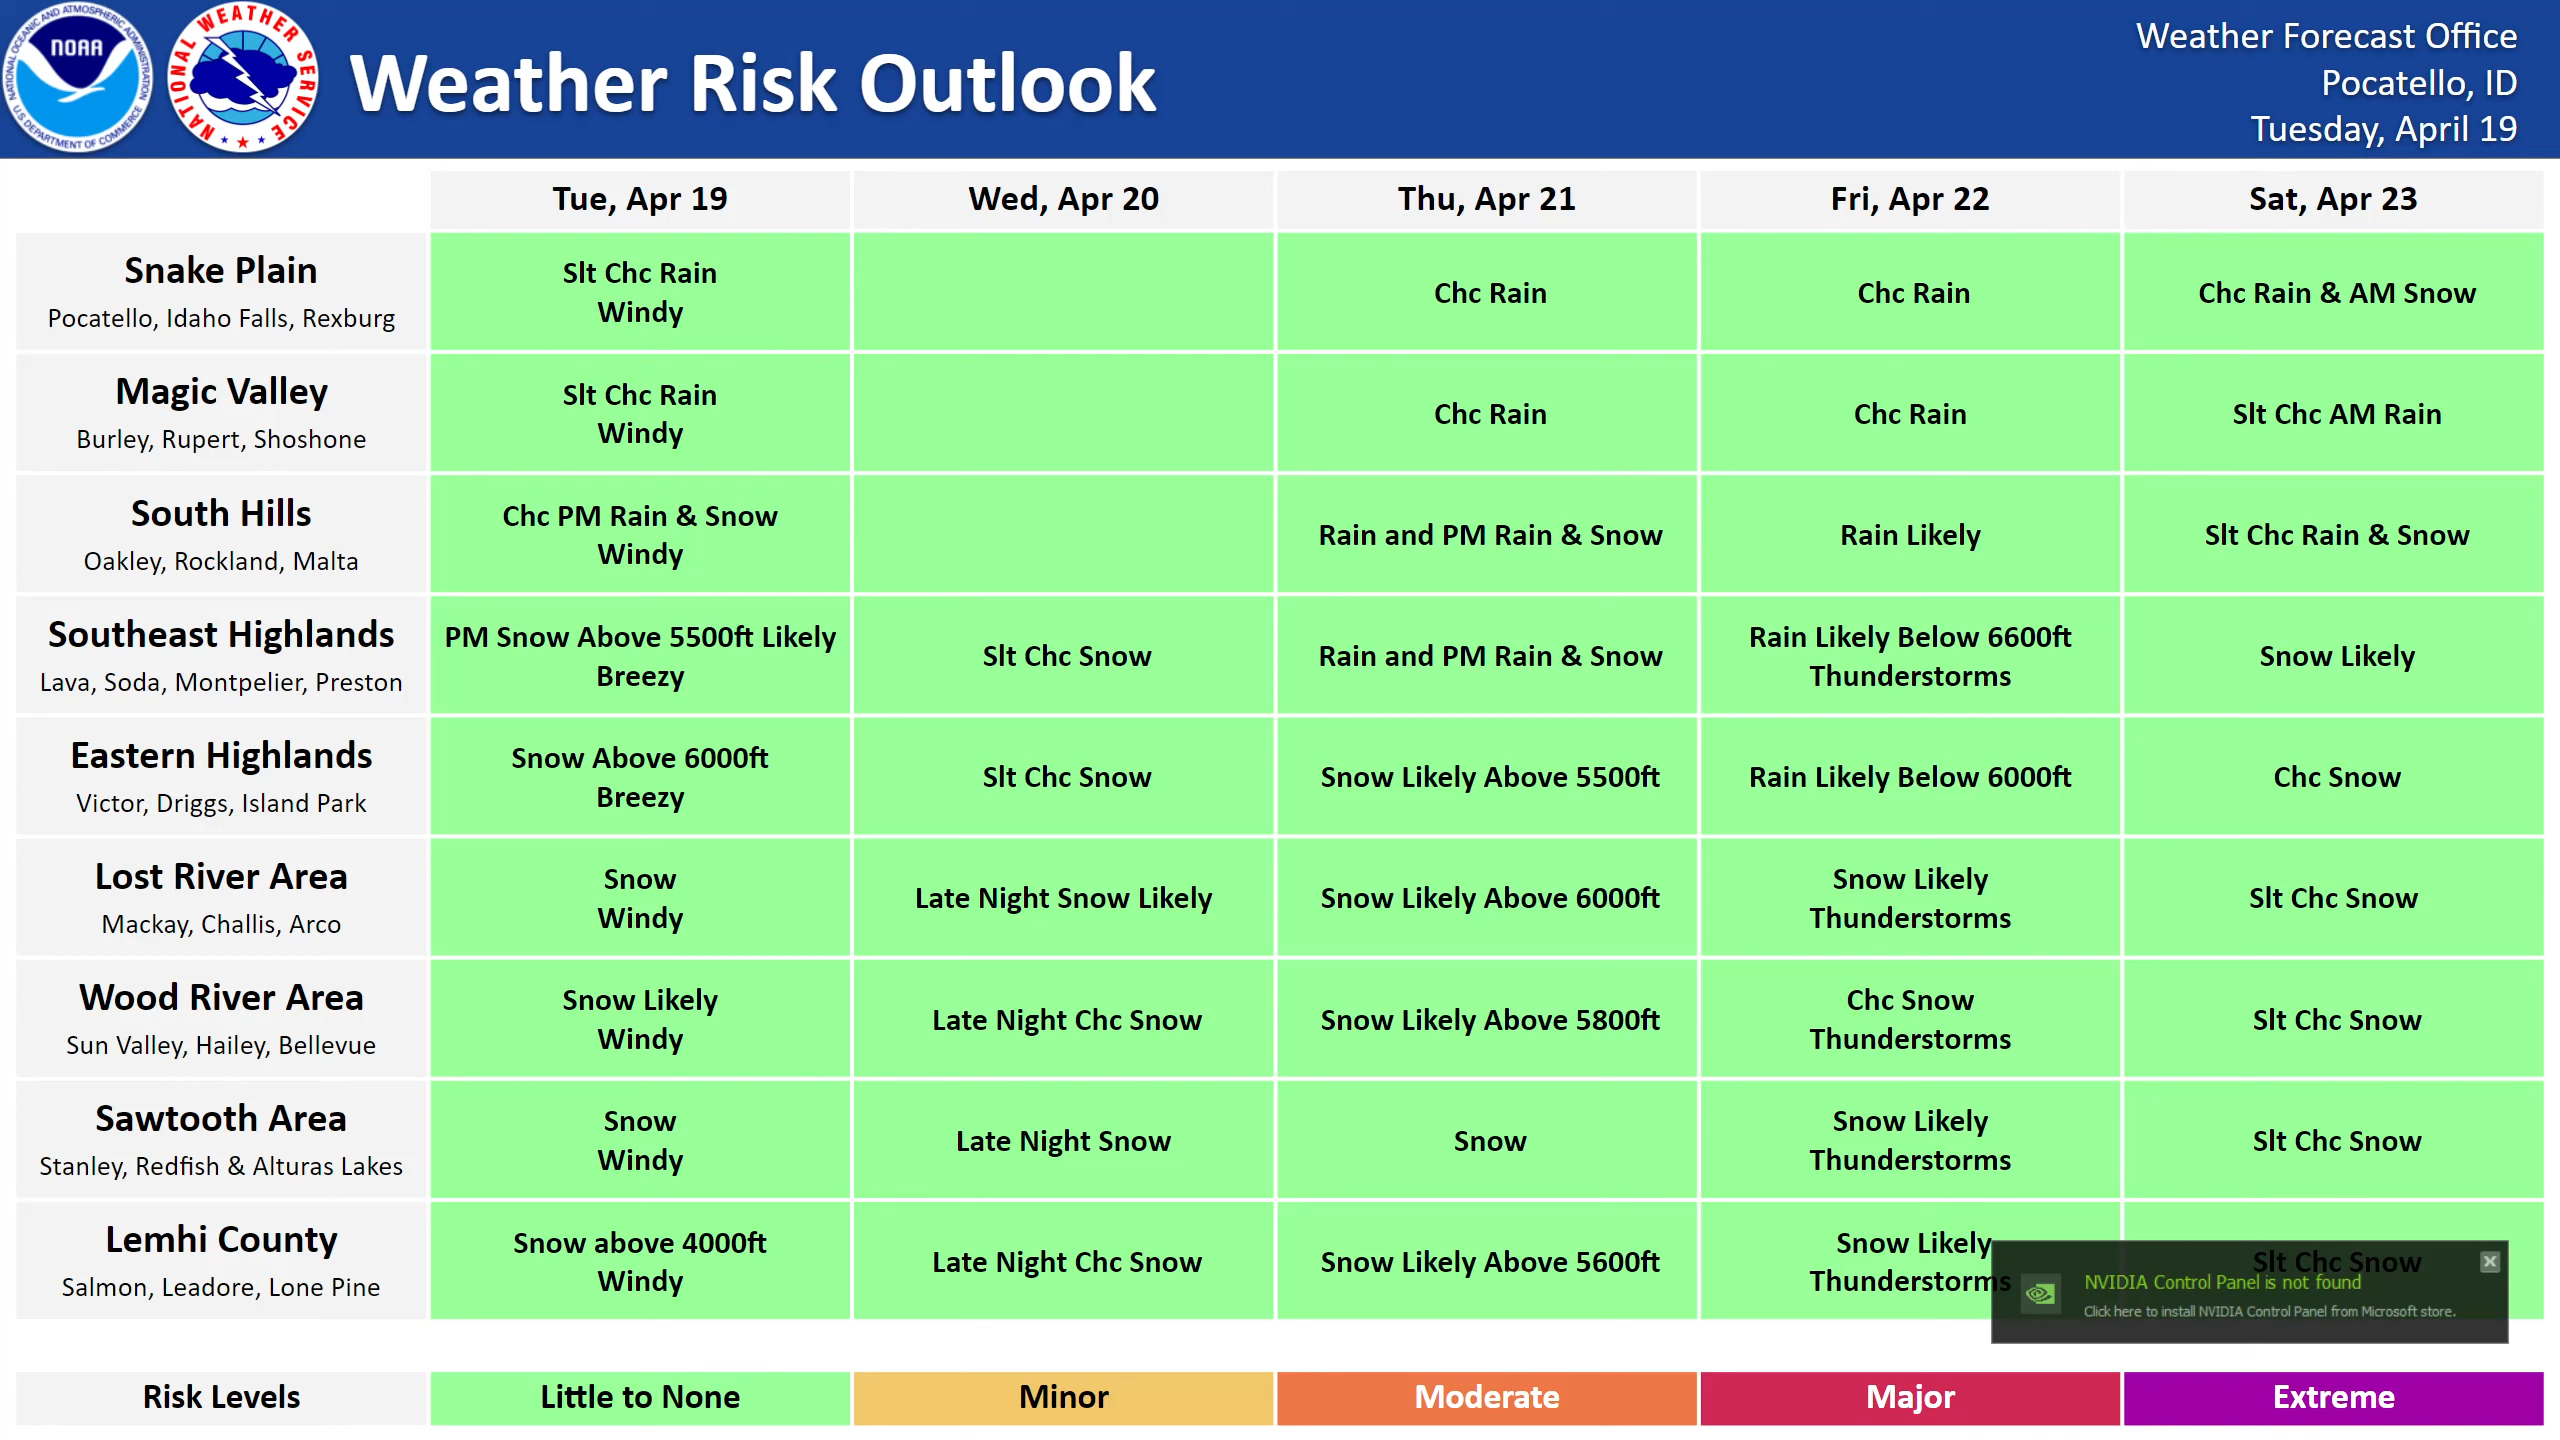 NATIONAL OCEANIC AND ATMOSPHERIC ADMINISTRATION
NOAA
U.S. DEPARTMENT OF COMMERCE
NATIONAL WEATHER SERVICE
Weather Risk Outlook
Weather Forecast Office
Pocatello, ID
Tuesday, April 19
Tue, Apr 19
Wed, Apr 20
Thu, Apr 21
Fri, Apr 22
Sat, Apr 23
Snake Plain
Pocatello, Idaho Falls, Rexburg
Slt Chc Rain
Windy
Chc Rain
Chc Rain
Chc Rain & AM Snow
Magic Valley
Burley, Rupert, Shoshone
Slt Chc Rain
Windy
Chc Rain
Chc Rain
Slt Chc AM Rain
South Hills
Oakley, Rockland, Malta
Chc PM Rain & Snow
Windy
Rain and PM Rain & Snow
Rain Likely
Slt Chc Rain & Snow
Southeast Highlands
Lava, Soda, Montpelier, Preston
PM Snow Above 5500ft Likely
Breezy
Slt Chc Snow
Rain and PM Rain & Snow
Rain Likely Below 6600ft
Thunderstorms
Snow Likely
Eastern Highlands
Victor, Driggs, Island Park
Snow Above 6000ft
Breezy
Slt Chc Snow
Snow Likely Above 5500ft
Rain Likely Below 6000ft
Chc Snow
Lost River Area
Mackay, Challis, Arco
Snow
Windy
Late Night Snow Likely
Snow Likely Above 6000ft
Snow Likely
Thunderstorms
Slt Chc Snow
Wood River Area
Sun Valley, Hailey, Bellevue
Snow Likely
Windy
Late Night Chc Snow
Snow Likely Above 5800ft
Chc Snow
Thunderstorms
Slt Chc Snow
Sawtooth Area
Stanley, Redfish & Alturas Lakes
Snow
Windy
Late Night Snow
Snow
Snow Likely
Thunderstorms
Slt Chc Snow
Lemhi County
Salmon, Leadore, Lone Pine
Snow above 4000ft
Windy
Late Night Chc Snow
Snow Likely Above 5600ft
Snow Likely
Thunderstorms
Slt Chc Snow
NVIDIA Control Panel is not found
Click here to install NVIDIA Control Panel from Microsoft store.
Risk Levels
Little to None
Minor
Moderate
Major
Extreme